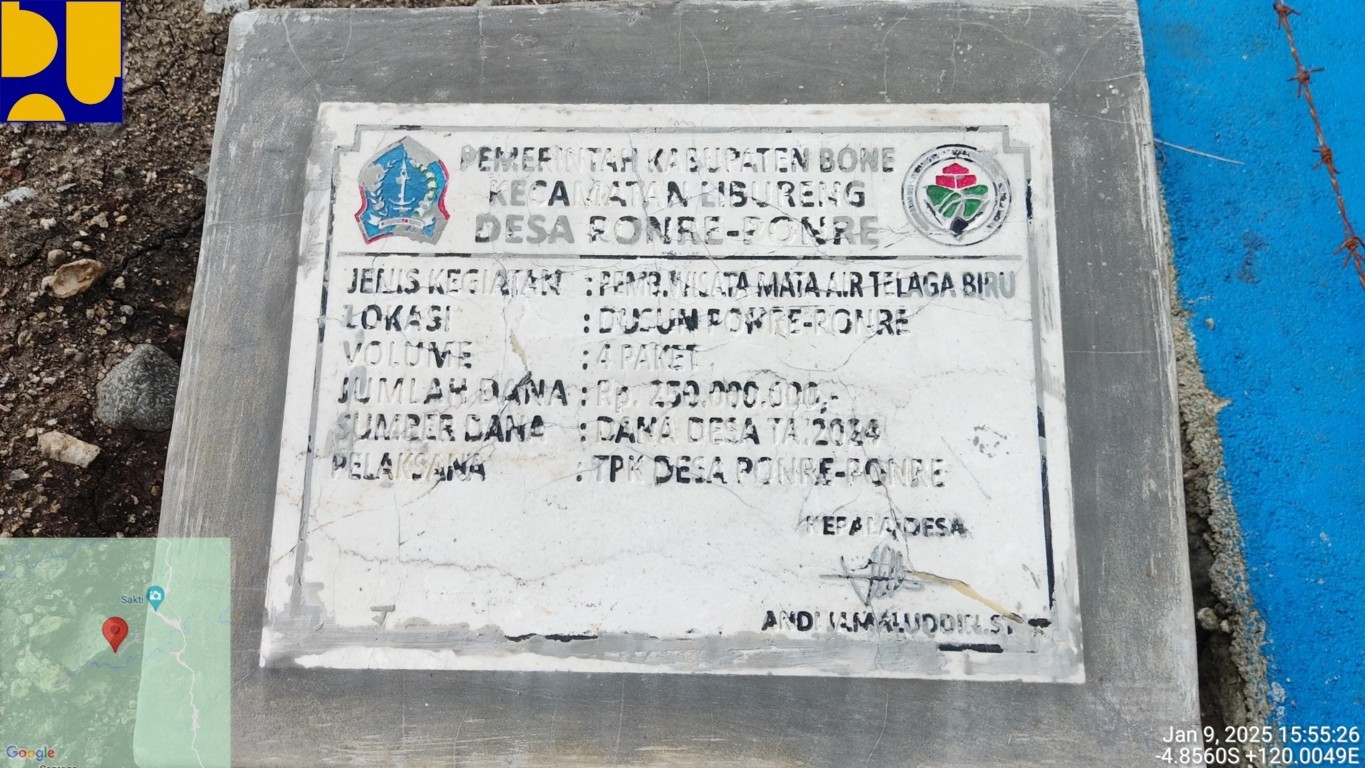 PEMERINTAH KABUPATEN BONE
KECAMATAN LIBURENG
DESA PONRE-PONRE
JENIS KEGIATAN : PEMB. WISATA MATA AIR TELAGA BIRU
LOKASI : DUSUN PONRE-PONRE
VOLUME : 4 PAKET
JUMLAH DANA : Rp. 250.000.000,-
SUMBER DANA : DANA DESA TA. 2024
PELAKSANA : TPK DESA PONRE-PONRE
KEPALA DESA
ANDI JAMALUDDIN.ST
Sakti
Google
Jan 9, 2025 15:55:26
-4.8560S +120.0049E